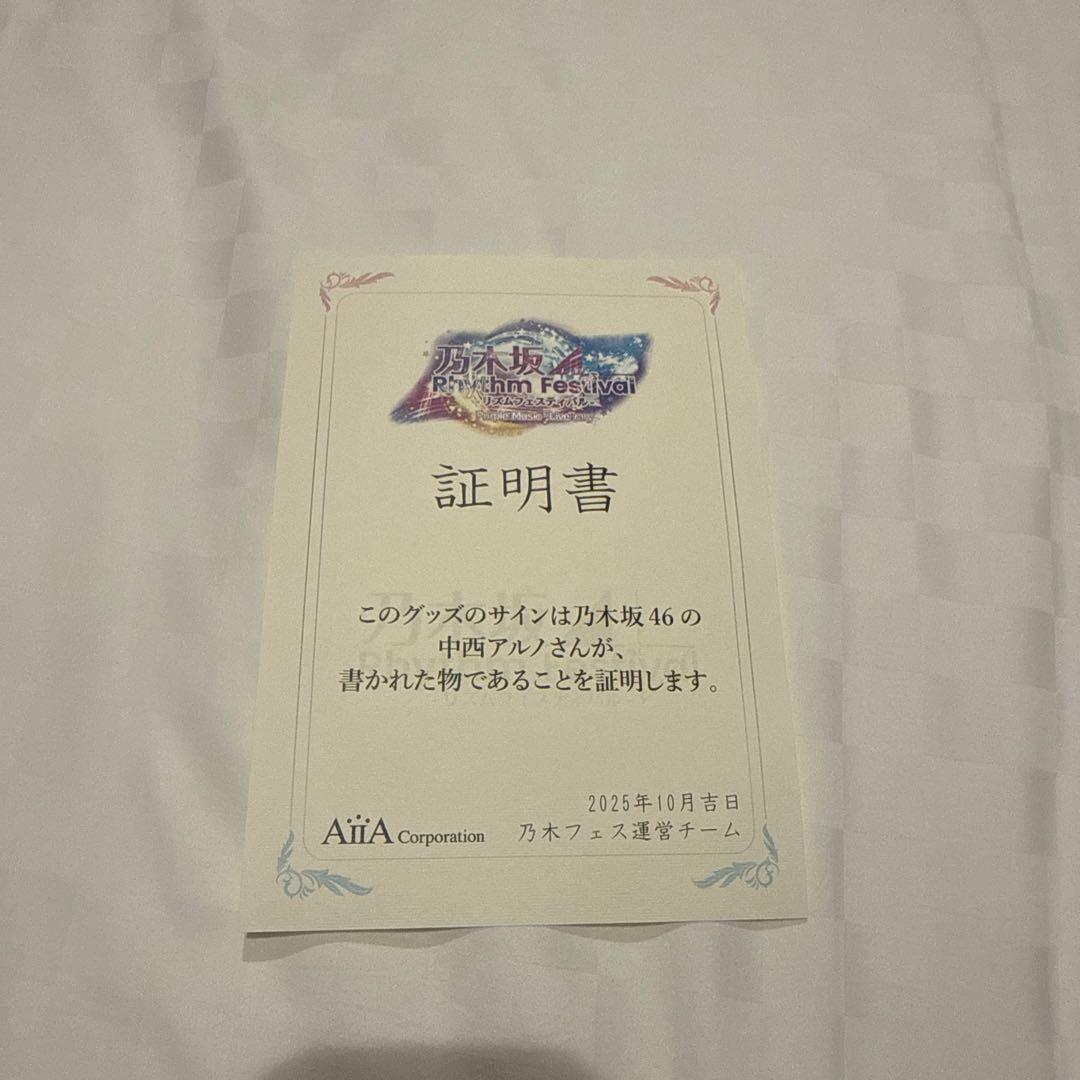 乃木坂46
Rhythm Festival
-リズムフェスティバル-
証明書
このグッズのサインは乃木坂46の
中西アルノさんが、
書かれた物であることを証明します。
2025年10月吉日
AiiA Corporation
乃木フェス運営チーム